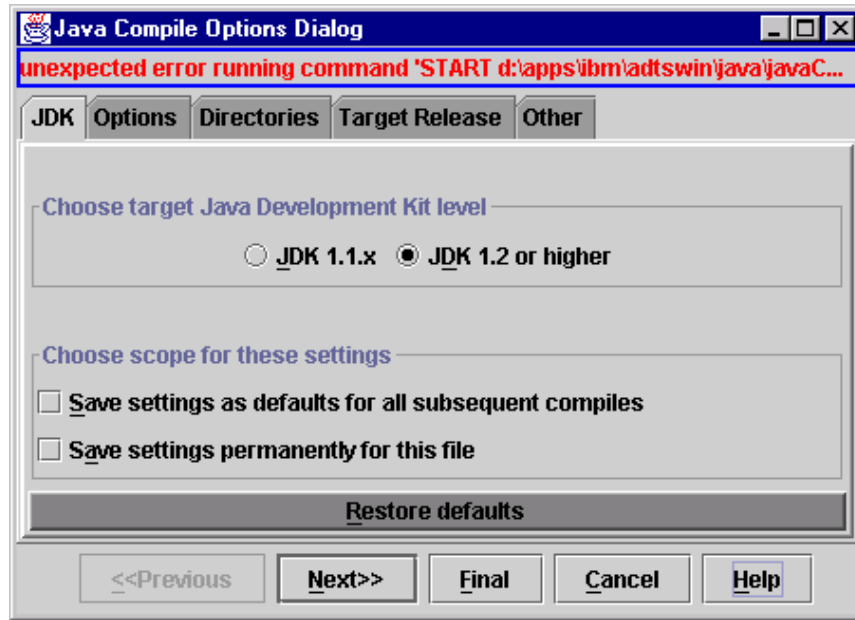 Java Compile Options Dialog
unexpected error running command 'START d:\apps\ibm\adtswin\java\javaC...
JDK Options Directories Target Release Other
Choose target Java Development Kit level
JDK 1.1.x JDK 1.2 or higher
Choose scope for these settings
Save settings as defaults for all subsequent compiles
Save settings permanently for this file
Restore defaults
<<Previous Next>> Final Cancel Help